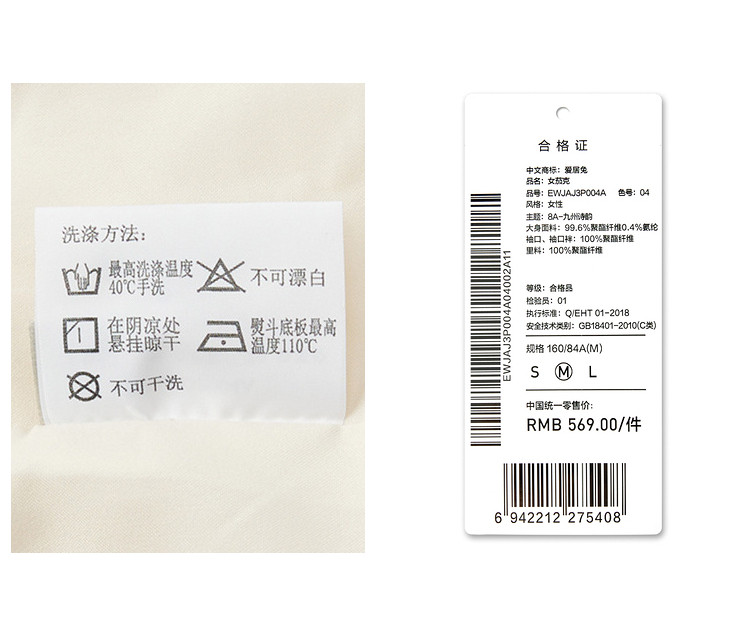 洗涤方法：
最高洗涤温度
40℃手洗
不可漂白
在阴凉处
悬挂晾干
熨斗底板最高
温度110℃
不可干洗
合格证
中文商标：爱居兔
品名：女茄克
品号：EWJAJ3P004A 色号：04
风格：女性
主题：8A-九州诗韵
大身面料：99.6%聚酯纤维0.4%氨纶
袖口、袖口袢：100%聚酯纤维
里料：100%聚酯纤维
等级：合格品
检验员：01
执行标准：Q/EHT 01-2018
安全技术类别：GB18401-2010(C类)
规格 160/84A(M)
S M L
中国统一零售价：
RMB 569.00/件
EWJAJ3P004A04002A11
6 942212 275408